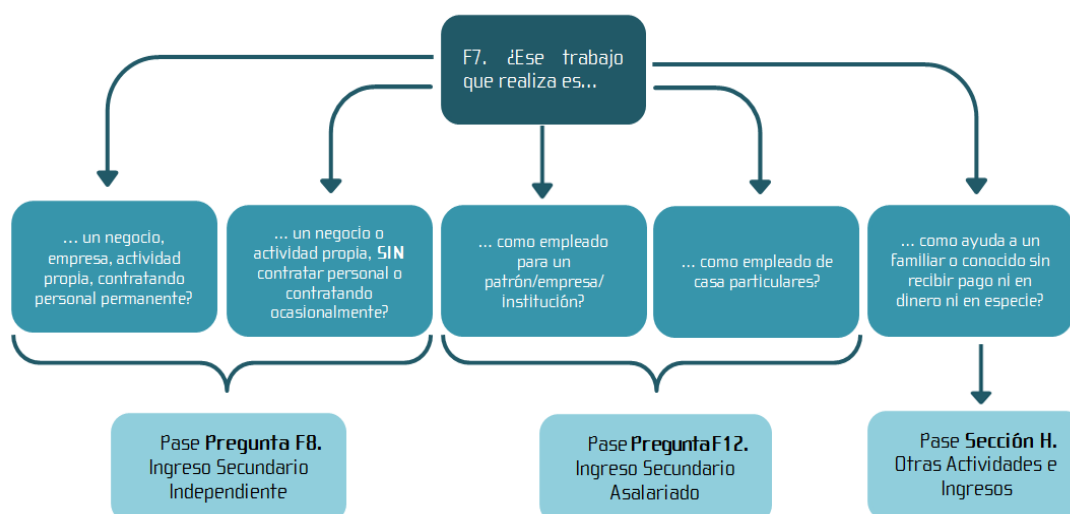 F7. ¿Ese trabajo
que realiza es...
... un negocio,
empresa, actividad
propia, contratando
personal permanente?
... un negocio o
actividad propia, SIN
contratar personal o
contratando
ocasionalmente?
... como empleado
para un
patrón/empresa/
institución?
... como empleado de
casa particulares?
... como ayuda a un
familiar o conocido sin
recibir pago ni en
dinero ni en especie?
Pase Pregunta F8.
Ingreso Secundario
Independiente
Pase Pregunta F12.
Ingreso Secundario
Asalariado
Pase Sección H.
Otras Actividades e
Ingresos